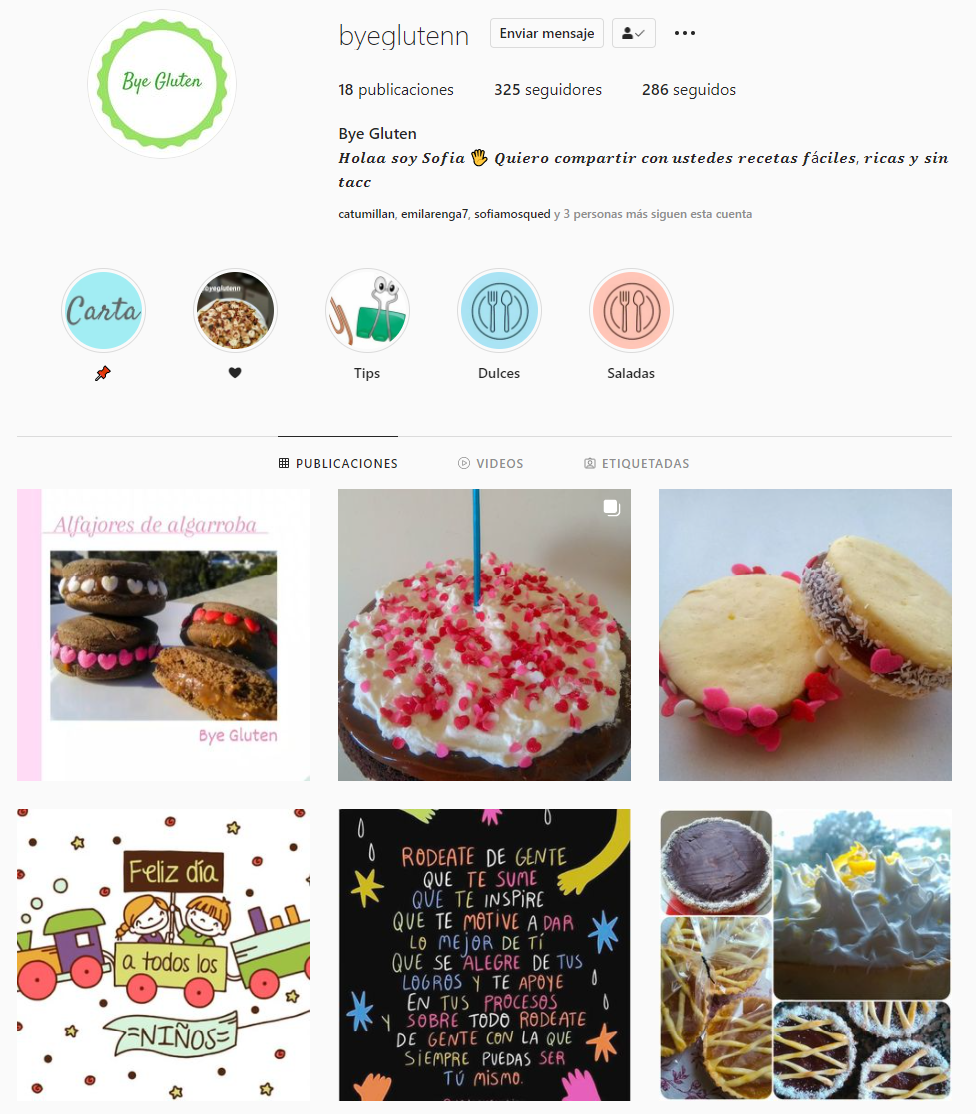 Bye Gluten
byeglutenn
Enviar mensaje
18 publicaciones
325 seguidores
286 seguidos
Bye Gluten
Holaa soy Sofia 🖐 Quiero compartir con ustedes recetas fáciles, ricas y sin
tacc
catumillan, emilarenga7, sofiamosqued y 3 personas más siguen esta cuenta
Carta
byeglutenn
📌
🖤
Tips
Dulces
Saladas
PUBLICACIONES
VIDEOS
ETIQUETADAS
Alfajores de algarroba
Bye Gluten
Feliz día
a todos los
NIÑOS
RODEATE DE GENTE
QUE TE SUME
QUE TE INSPIRE
QUE TE MOTIVE A DAR
LO MEJOR DE TÍ
QUE SE ALEGRE DE TUS
LOGROS Y TE APOYE
EN TUS PROCESOS
Y SOBRE TODO RODEATE
DE GENTE CON LA QUE
SIEMPRE PUEDAS SER
TÚ MISMO.